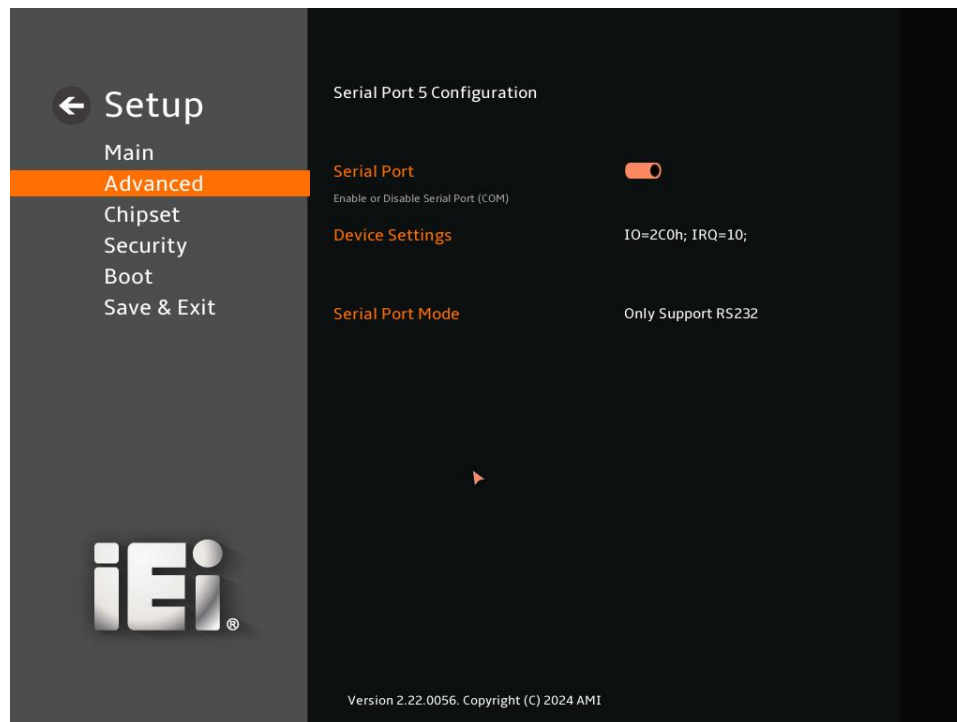 Setup
Main
Advanced
Chipset
Security
Boot
Save & Exit
iEi®
Serial Port 5 Configuration
Serial Port
Enable or Disable Serial Port (COM)
Device Settings IO=2C0h; IRQ=10;
Serial Port Mode Only Support RS232
Version 2.22.0056. Copyright (C) 2024 AMI